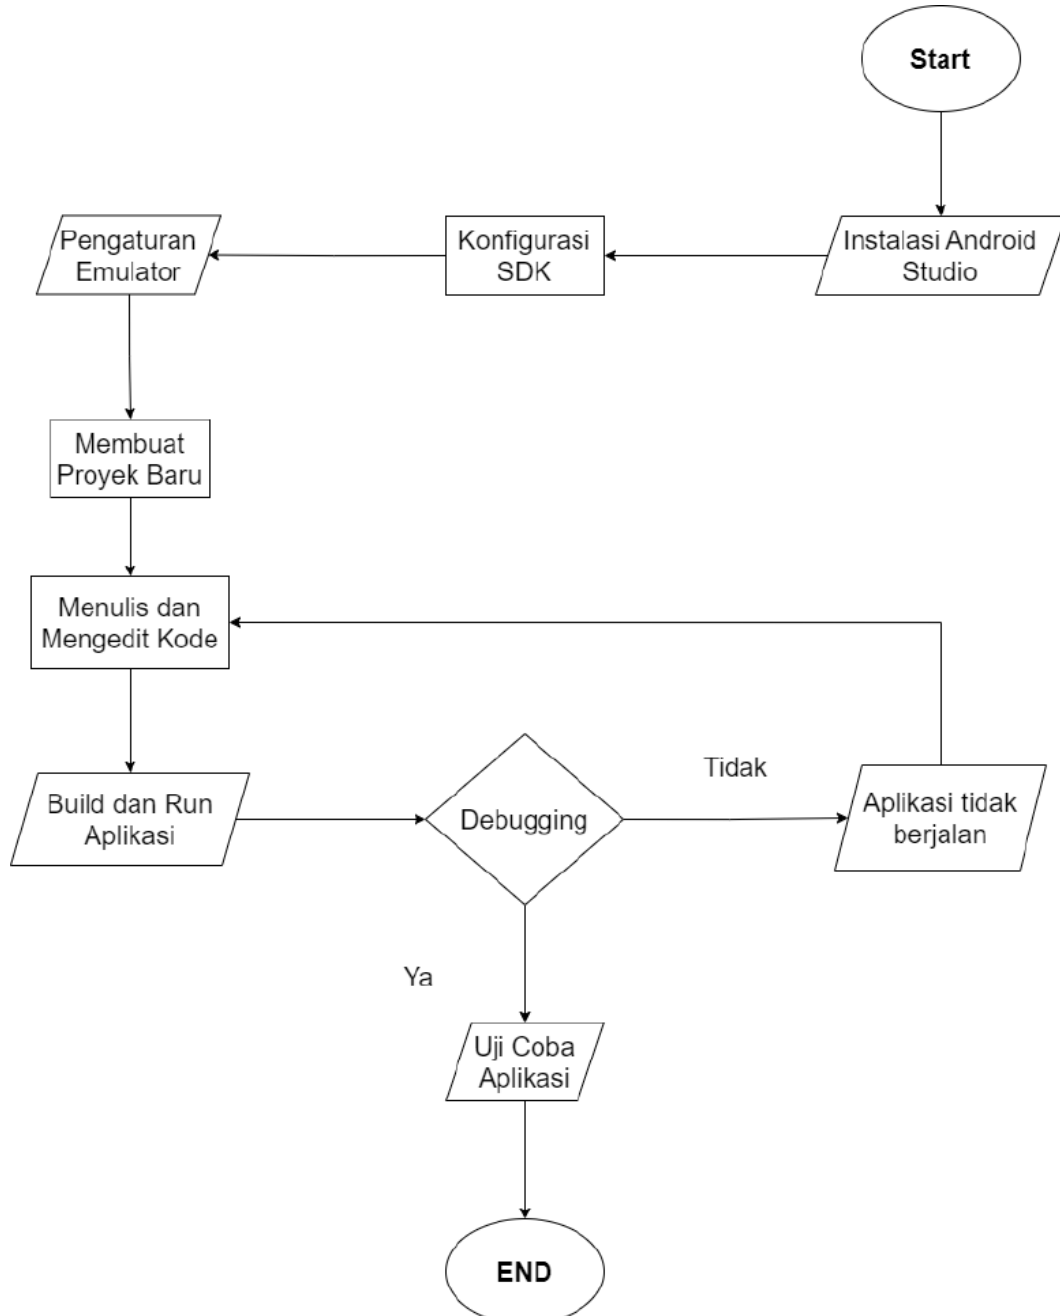 Start
Instalasi Android
Studio
Konfigurasi
SDK
Pengaturan
Emulator
Membuat
Proyek Baru
Menulis dan
Mengedit Kode
Build dan Run
Aplikasi
Debugging
Tidak
Aplikasi tidak
berjalan
Ya
Uji Coba
Aplikasi
END